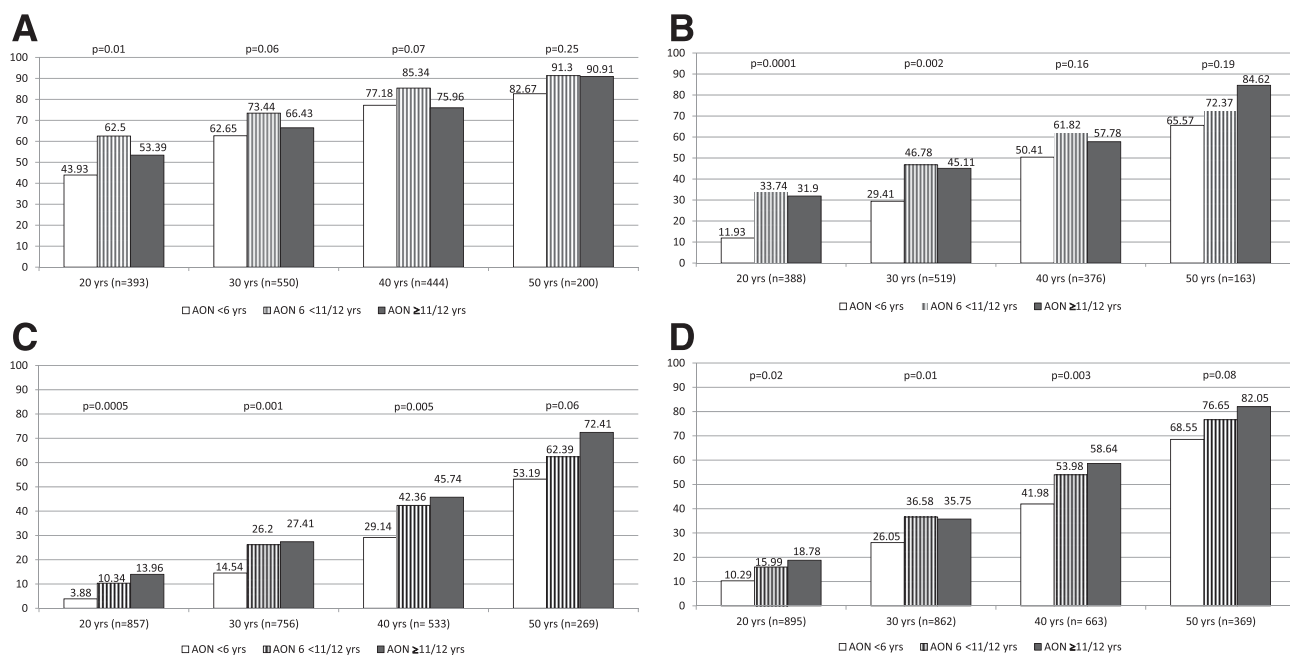 A
p=0.01 p=0.06 p=0.07 p=0.25
100
90
80
70
60
50
40
30
20
10
0
43.93 62.5 53.39 62.65 73.44 66.43 77.18 85.34 75.96 82.67 91.3 90.91
20 yrs (n=393) 30 yrs (n=550) 40 yrs (n=444) 50 yrs (n=200)
AON <6 yrs AON 6 <11/12 yrs AON ≥11/12 yrs
B
p=0.0001 p=0.002 p=0.16 p=0.19
100
90
80
70
60
50
40
30
20
10
0
11.93 33.74 31.9 29.41 46.78 45.11 50.41 61.82 57.78 65.57 72.37 84.62
20 yrs (n=388) 30 yrs (n=519) 40 yrs (n=376) 50 yrs (n=163)
AON <6 yrs AON 6 <11/12 yrs AON ≥11/12 yrs
C
p=0.0005 p=0.001 p=0.005 p=0.06
100
90
80
70
60
50
40
30
20
10
0
3.88 10.34 13.96 14.54 26.2 27.41 29.14 42.36 45.74 53.19 62.39 72.41
20 yrs (n=857) 30 yrs (n=756) 40 yrs (n= 533) 50 yrs (n=269)
AON <6 yrs AON 6 <11/12 yrs AON ≥11/12 yrs
D
p=0.02 p=0.01 p=0.003 p=0.08
100
90
80
70
60
50
40
30
20
10
0
10.29 15.99 18.78 26.05 36.58 35.75 41.98 53.98 58.64 68.55 76.65 82.05
20 yrs (n=895) 30 yrs (n=862) 40 yrs (n= 663) 50 yrs (n=369)
AON <6 yrs AON 6 <11/12 yrs AON ≥11/12 yrs